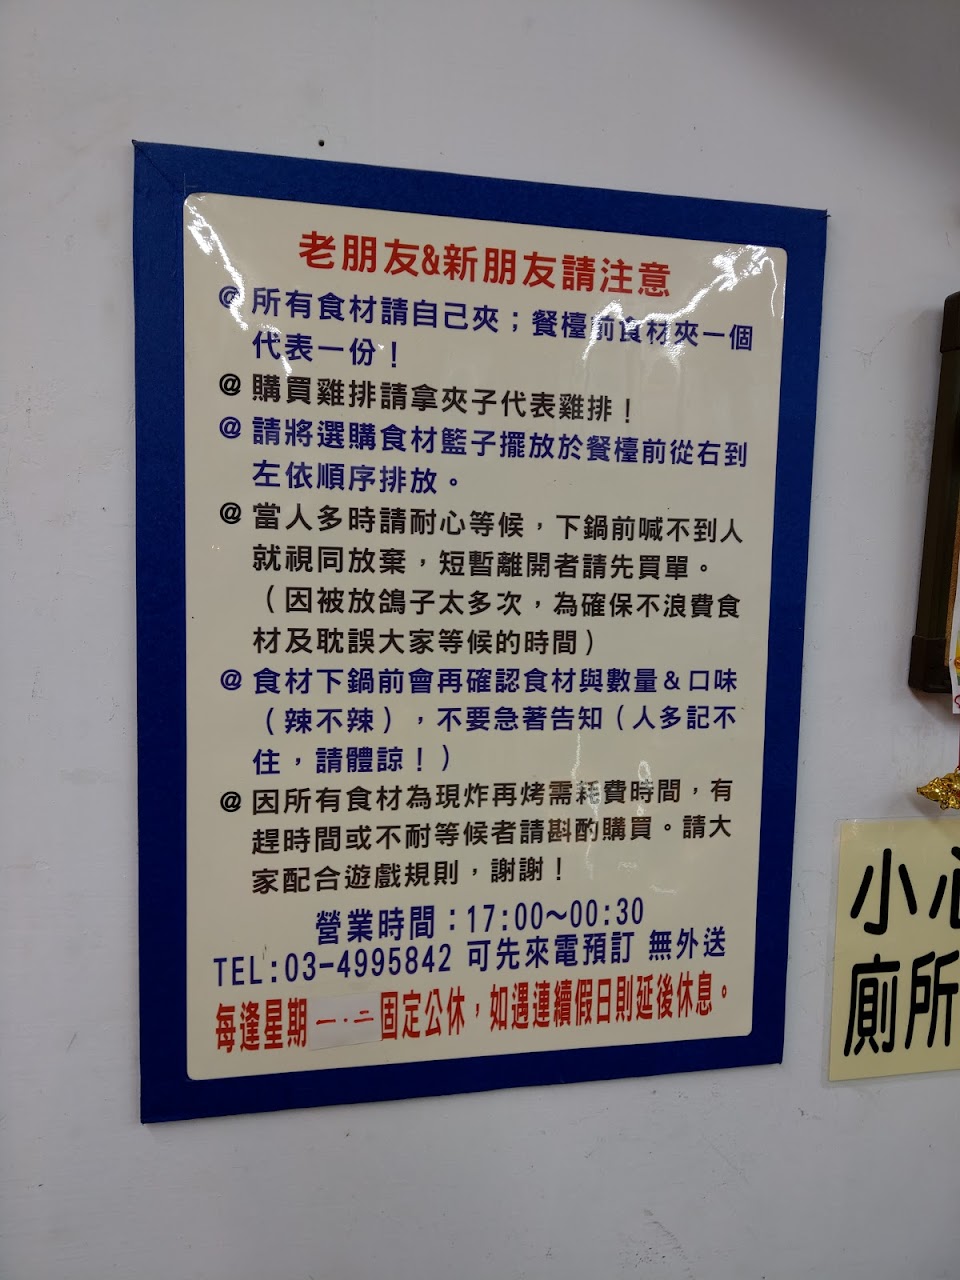 老朋友&新朋友請注意
@所有食材請自己夾；餐檯前食材夾一個
代表一份！
@購買雞排請拿夾子代表雞排！
@請將選購食材籃子擺放於餐檯前從右到
左依順序排放。
@當人多時請耐心等候，下鍋前喊不到人
就視同放棄，短暫離開者請先買單。
（因被放鴿子太多次，為確保不浪費食
材及耽誤大家等候的時間）
@食材下鍋前會再確認食材與數量＆口味
（辣不辣），不要急著告知（人多記不
住，請體諒！）
@因所有食材為現炸再烤需耗費時間，有
趕時間或不耐等候者請斟酌購買。請大
家配合遊戲規則，謝謝！
營業時間：17:00～00:30
TEL:03-4995842 可先來電預訂 無外送
每逢星期一.二固定公休，如遇連續假日則延後休息。
小心
廁所